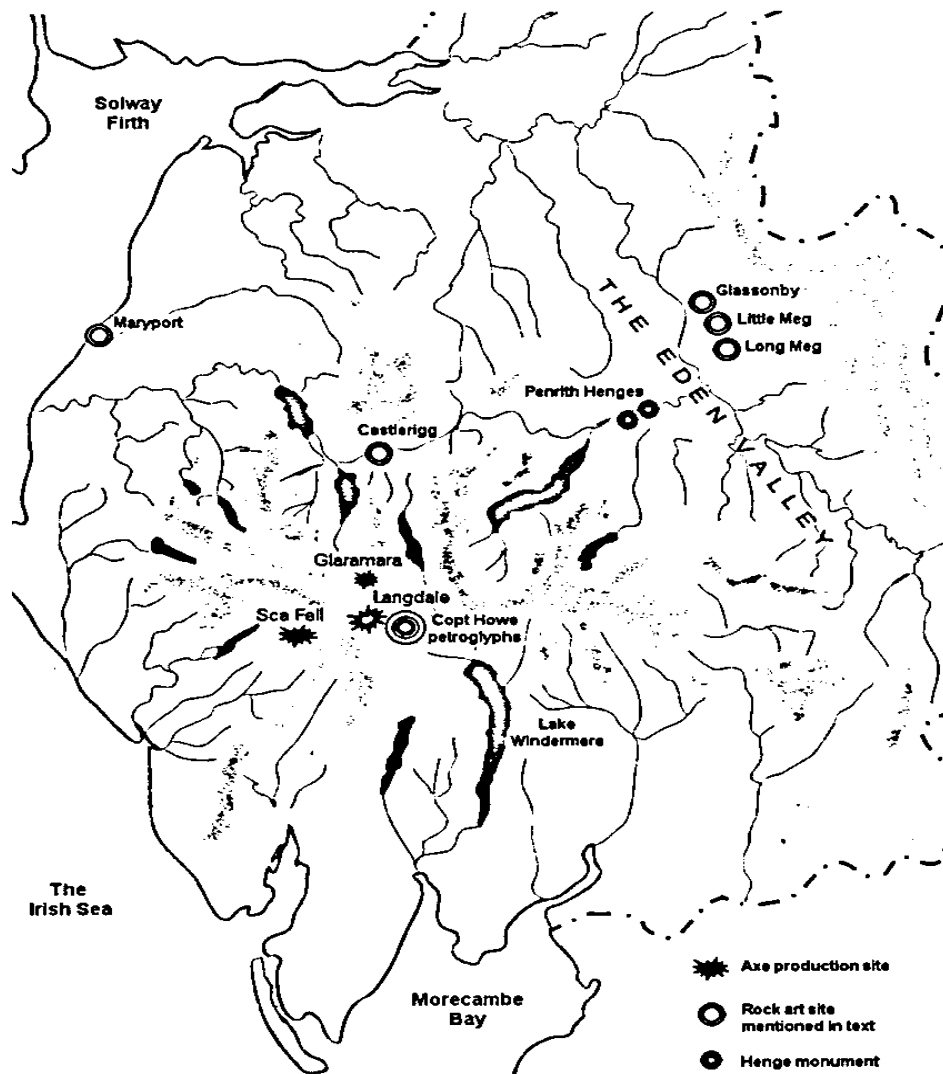 Solway
Firth
Glassonby
Little Meg
Long Meg
Maryport
THE EDEN VALLEY
Penrith Henges
Castlerigg
Glaramara
Langdale
Sca Fell
Copt Howe
petroglyphs
Lake
Windermere
The
Irish Sea
Morecambe
Bay
Axe production site
Rock art site
mentioned in text
Henge monument